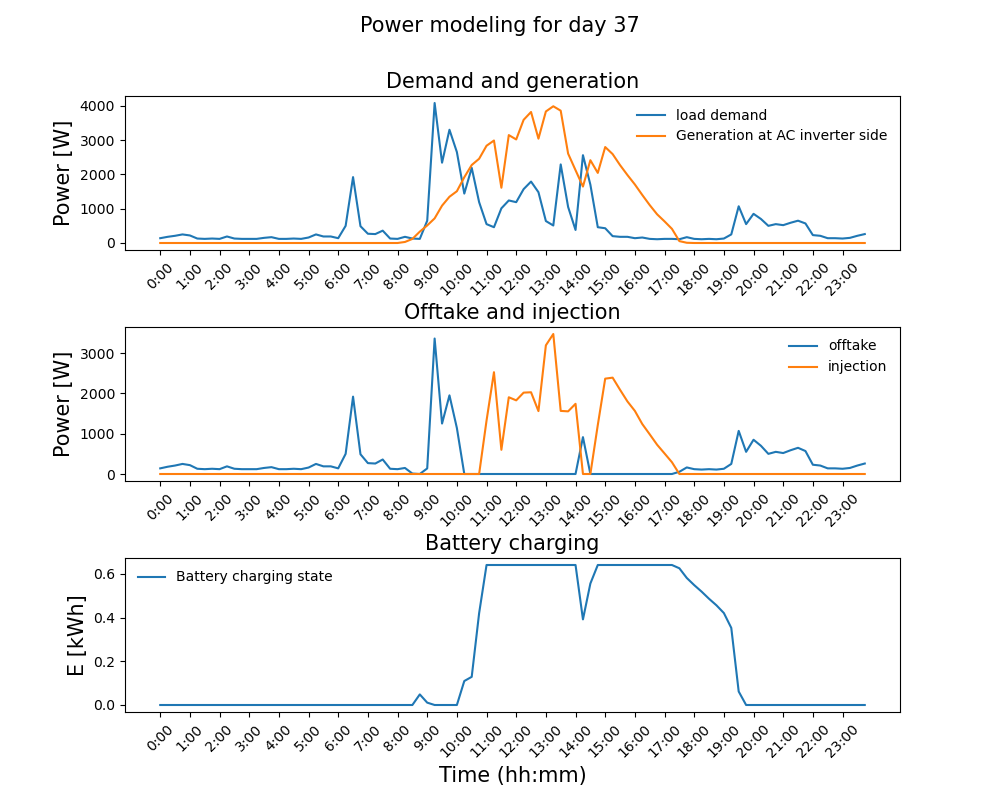 Power modeling for day 37
Demand and generation
Power [W]
4000
3000
2000
1000
0
load demand
Generation at AC inverter side
0:00 1:00 2:00 3:00 4:00 5:00 6:00 7:00 8:00 9:00 10:00 11:00 12:00 13:00 14:00 15:00 16:00 17:00 18:00 19:00 20:00 21:00 22:00 23:00
Offtake and injection
Power [W]
3000
2000
1000
0
offtake
injection
0:00 1:00 2:00 3:00 4:00 5:00 6:00 7:00 8:00 9:00 10:00 11:00 12:00 13:00 14:00 15:00 16:00 17:00 18:00 19:00 20:00 21:00 22:00 23:00
Battery charging
E [kWh]
0.6
0.4
0.2
0.0
Battery charging state
0:00 1:00 2:00 3:00 4:00 5:00 6:00 7:00 8:00 9:00 10:00 11:00 12:00 13:00 14:00 15:00 16:00 17:00 18:00 19:00 20:00 21:00 22:00 23:00
Time (hh:mm)